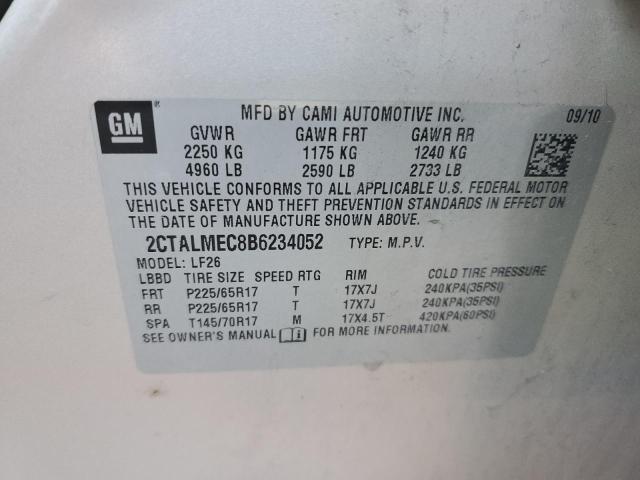 GM
MFD BY CAMI AUTOMOTIVE INC. 09/10
GVWR GAWR FRT GAWR RR
2250 KG 1175 KG 1240 KG
4960 LB 2590 LB 2733 LB
THIS VEHICLE CONFORMS TO ALL APPLICABLE U.S. FEDERAL MOTOR
VEHICLE SAFETY AND THEFT PREVENTION STANDARDS IN EFFECT ON
THE DATE OF MANUFACTURE SHOWN ABOVE.
2CTALMEC8B6234052 TYPE: M.P.V.
MODEL: LF26
LBBD TIRE SIZE SPEED RTG RIM COLD TIRE PRESSURE
FRT P225/65R17 T 17X7J 240KPA(35PSI)
RR P225/65R17 T 17X7J 240KPA(35PSI)
SPA T145/70R17 M 17X4.5T 420KPA(60PSI)
SEE OWNER'S MANUAL FOR MORE INFORMATION.